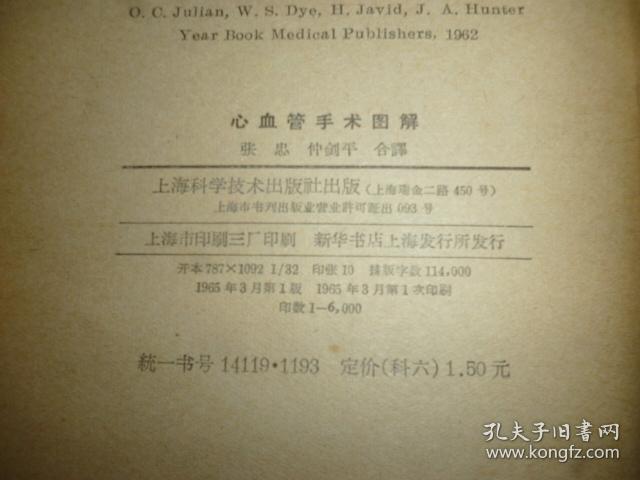 O. C. Julian, W. S. Dye, H. Javid, J. A. Hunter
Year Book Medical Publishers, 1962
心血管手术图解
张 忠 仲剑平 合譯
上海科学技术出版社出版（上海瑞金二路 450 号）
上海市书刊出版业营业許可証出 093 号
上海市印刷三厂印刷 新华书店上海发行所发行
开本 787×1092 1/32 印张 10 排版字数 114,000
1965 年 3 月第 1 版 1965 年 3 月第 1 次印刷
印数 1—6,000
統一书号 14119·1193 定价（科六）1.50 元
孔夫子旧書网
www.kongfz.com